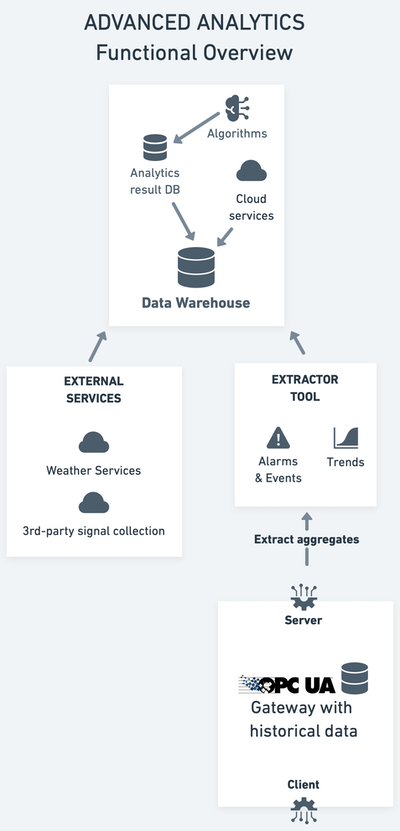 ADVANCED ANALYTICS
Functional Overview
Algorithms
Analytics
result DB
Cloud
services
Data Warehouse
EXTERNAL
SERVICES
Weather Services
3rd-party signal collection
EXTRACTOR
TOOL
Alarms
& Events
Trends
Extract aggregates
Server
OPC UA
Gateway with
historical data
Client